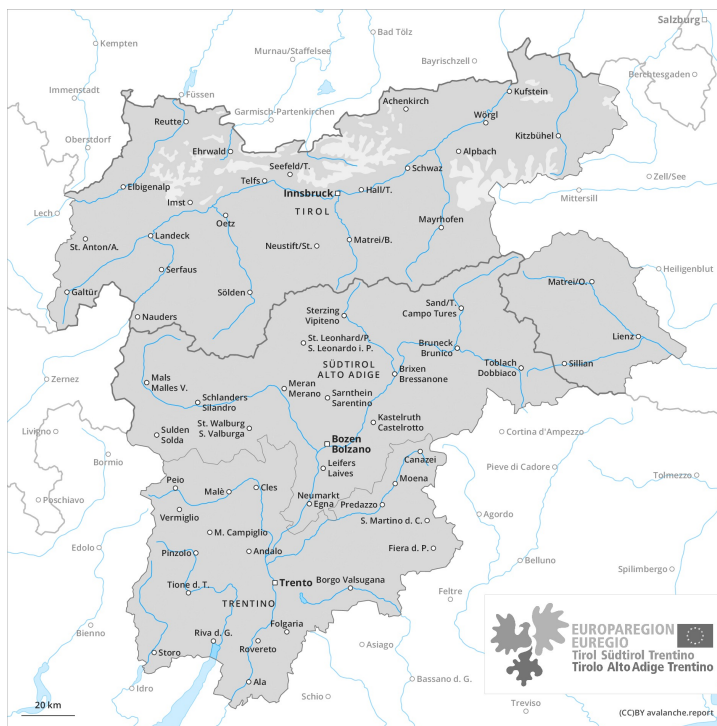 Salzburg
Kempten
Bad Tölz
Murnau/Staffelsee
Bayrischzell
Berchtesgaden
Immenstadt
Füssen
Kufstein
Achenkirch
Garmisch-Partenkirchen
Wörgl
Reutte
Oberstdorf
Kitzbühel
Ehrwald
Alpbach
Seefeld/T.
Schwaz
Zell/See
Telfs
Elbigenalp
Innsbruck
Hall/T.
Mittersill
Imst
TIROL
Lech
Oetz
Mayrhofen
St. Anton/A.
Landeck
Neustift/St.
Matrei/B.
Serfaus
Heiligenblut
Matrei/O.
Galtür
Sölden
Sand/T.
Campo Tures
Sterzing
Vipiteno
Nauders
Lienz
St. Leonhard/P.
S. Leonardo i. P.
Bruneck
Brunico
Toblach
Dobbiaco
Sillian
SÜDTIROL
ALTO ADIGE
Brixen
Bressanone
Zernez
Mals
Malles V.
Meran
Merano
Schlanders
Silandro
Sarnthein
Sarentino
St. Walburg
S. Valburga
Kastelruth
Castelrotto
Livigno
Sulden
Solda
Cortina d'Ampezzo
Bozen
Bolzano
Bormio
Canazei
Leifers
Laives
Pieve di Cadore
Tolmezzo
Peio
Moena
Malè
Cles
Poschiavo
Neumarkt
Egna
Predazzo
Vermiglio
Agordo
S. Martino d. C.
M. Campiglio
Edolo
Pinzolo
Andalo
Fiera d. P.
Belluno
Spilimbergo
Trento
Borgo Valsugana
Tione d. T.
Feltre
TRENTINO
Folgaria
Bienno
Riva d. G.
Rovereto
Asiago
Storo
Bassano d. G.
Idro
Ala
Schio
Treviso
EUROPAREGION
EUREGIO
Tirol Südtirol Trentino
Tirolo Alto Adige Trentino
20 km
(CC)BY avalanche.report